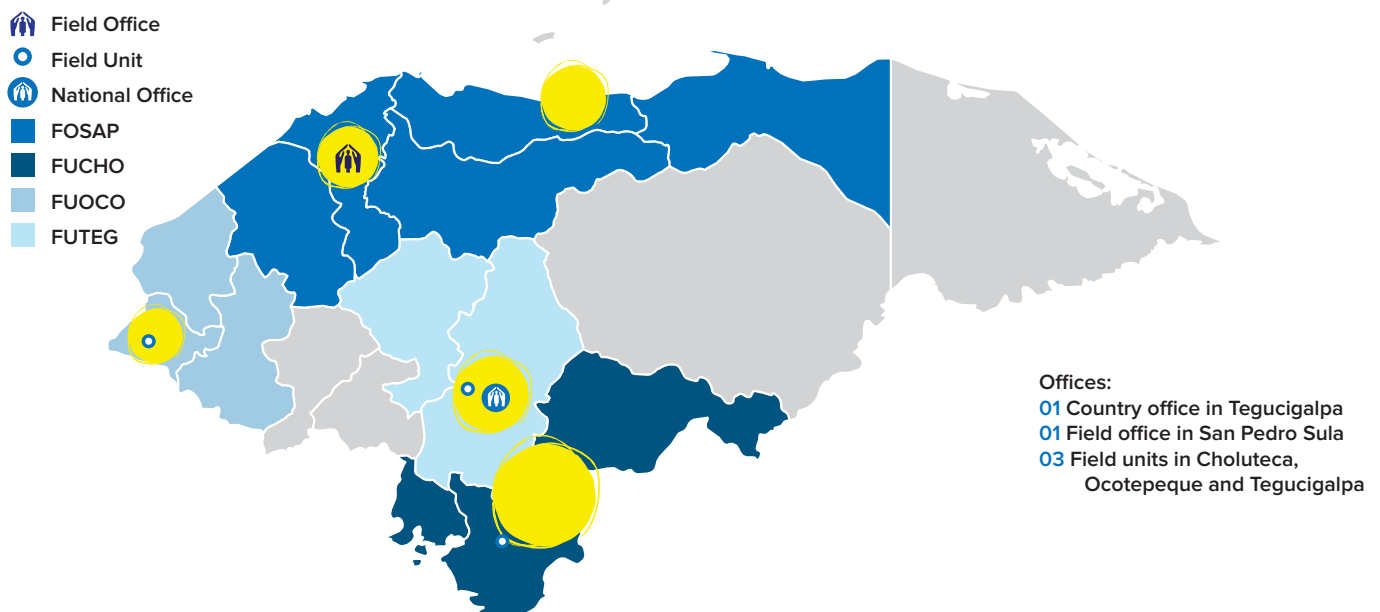 Field Office
Field Unit
National Office
FOSAP
FUCHO
FUOCO
FUTEG
Offices:
01 Country office in Tegucigalpa
01 Field office in San Pedro Sula
03 Field units in Choluteca,
Ocotepeque and Tegucigalpa